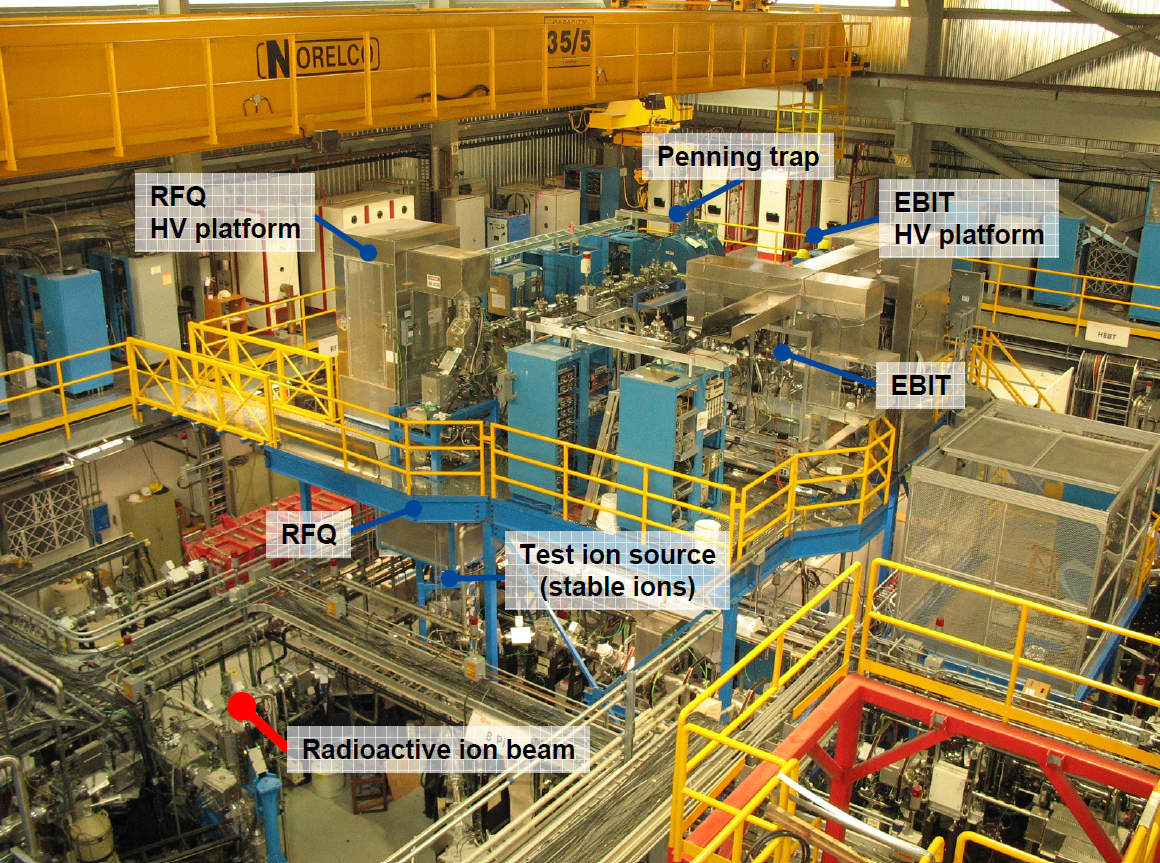 NORELCO
CAPACITY
35/5
Penning trap
RFQ
HV platform
EBIT
HV platform
HEBT
EBIT
RFQ
Test ion source
(stable ions)
Radioactive ion beam